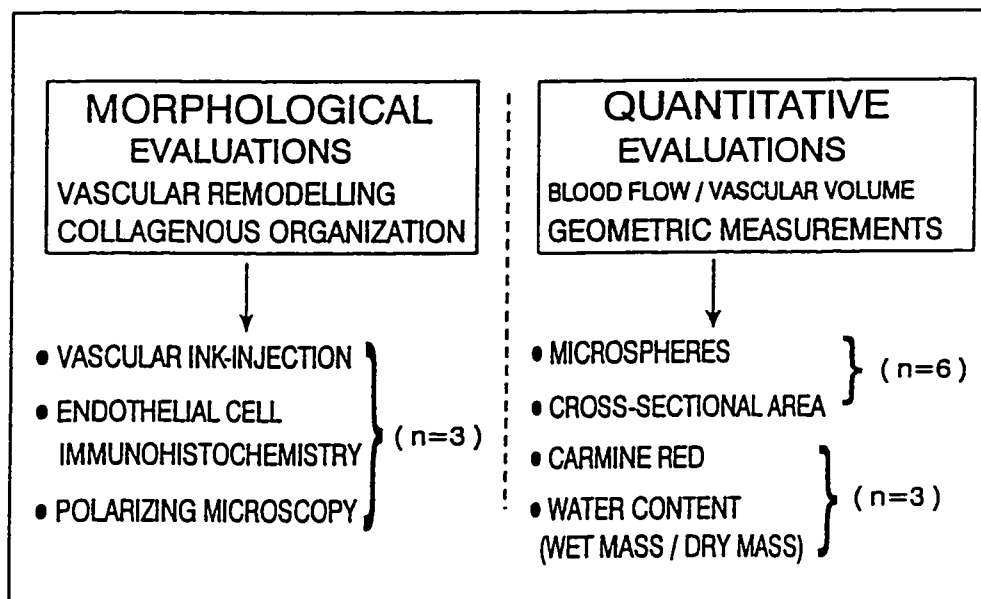 MORPHOLOGICAL
EVALUATIONS
VASCULAR REMODELLING
COLLAGENOUS ORGANIZATION
• VASCULAR INK-INJECTION
• ENDOTHELIAL CELL
IMMUNOHISTOCHEMISTRY
• POLARIZING MICROSCOPY
(n=3)
QUANTITATIVE
EVALUATIONS
BLOOD FLOW / VASCULAR VOLUME
GEOMETRIC MEASUREMENTS
• MICROSPHERES
• CROSS-SECTIONAL AREA
(n=6)
• CARMINE RED
• WATER CONTENT
(WET MASS / DRY MASS)
(n=3)